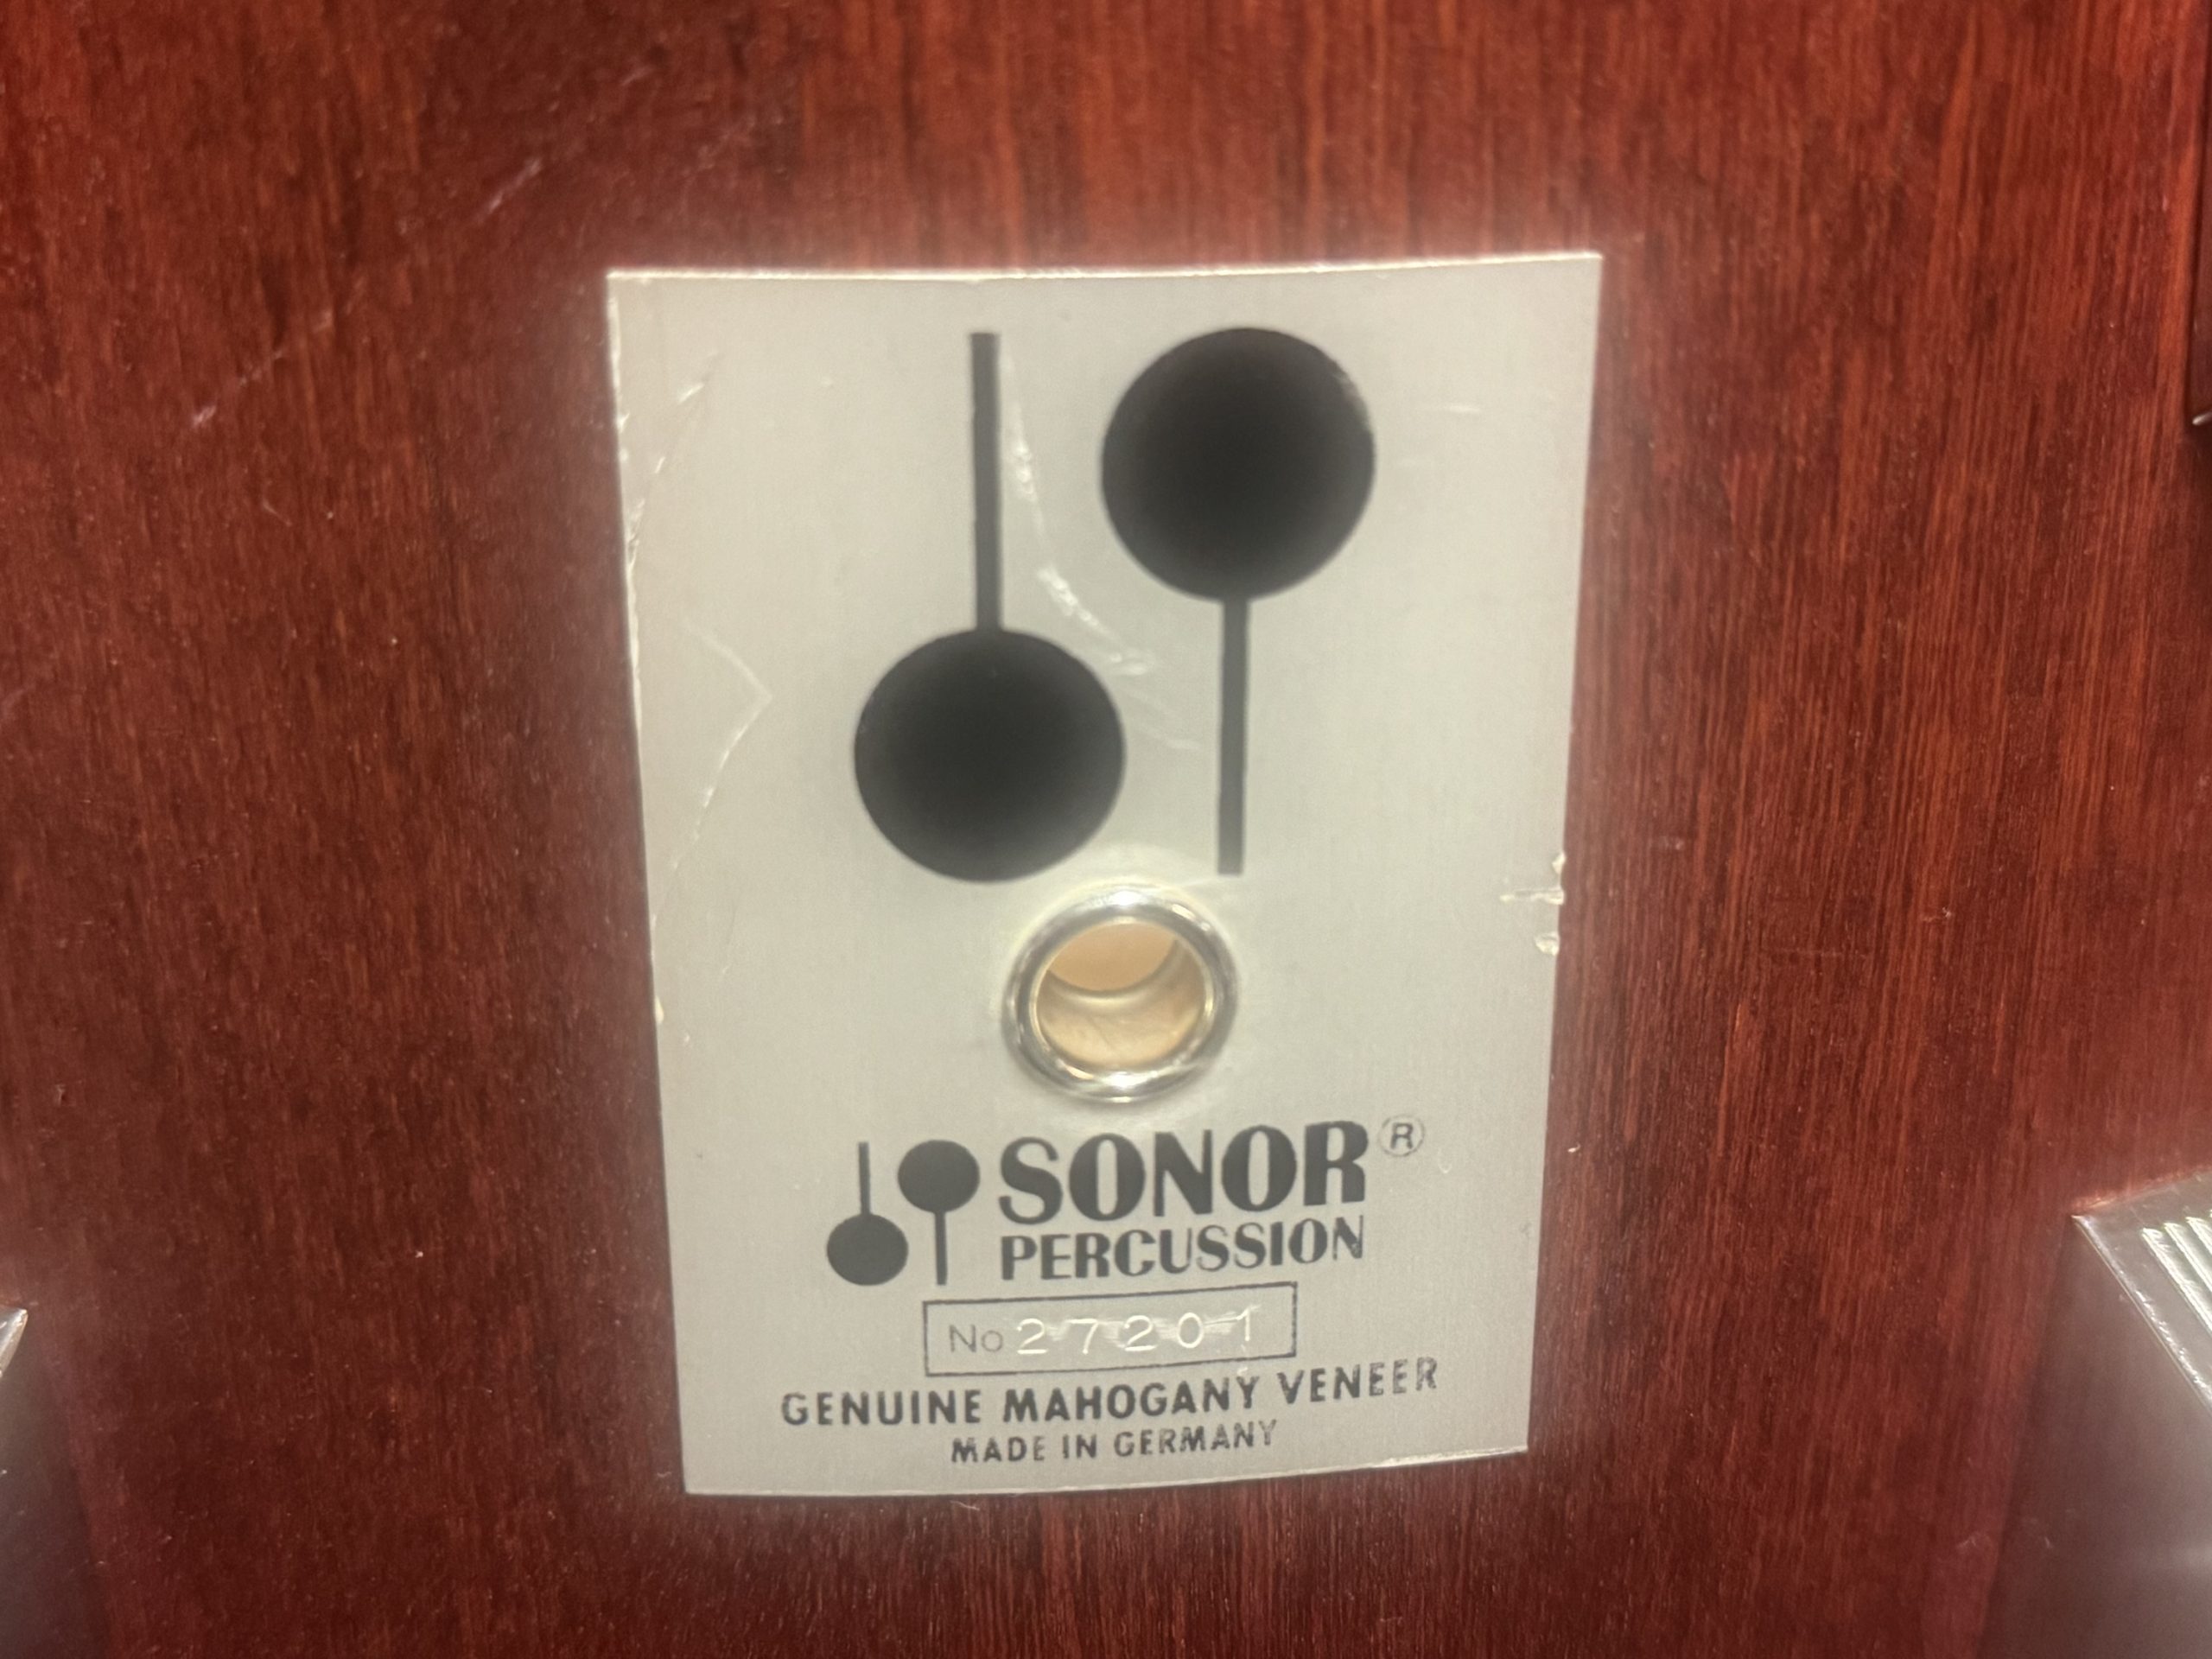 SONOR®
PERCUSSION
No 27201
GENUINE MAHOGANY VENEER
MADE IN GERMANY